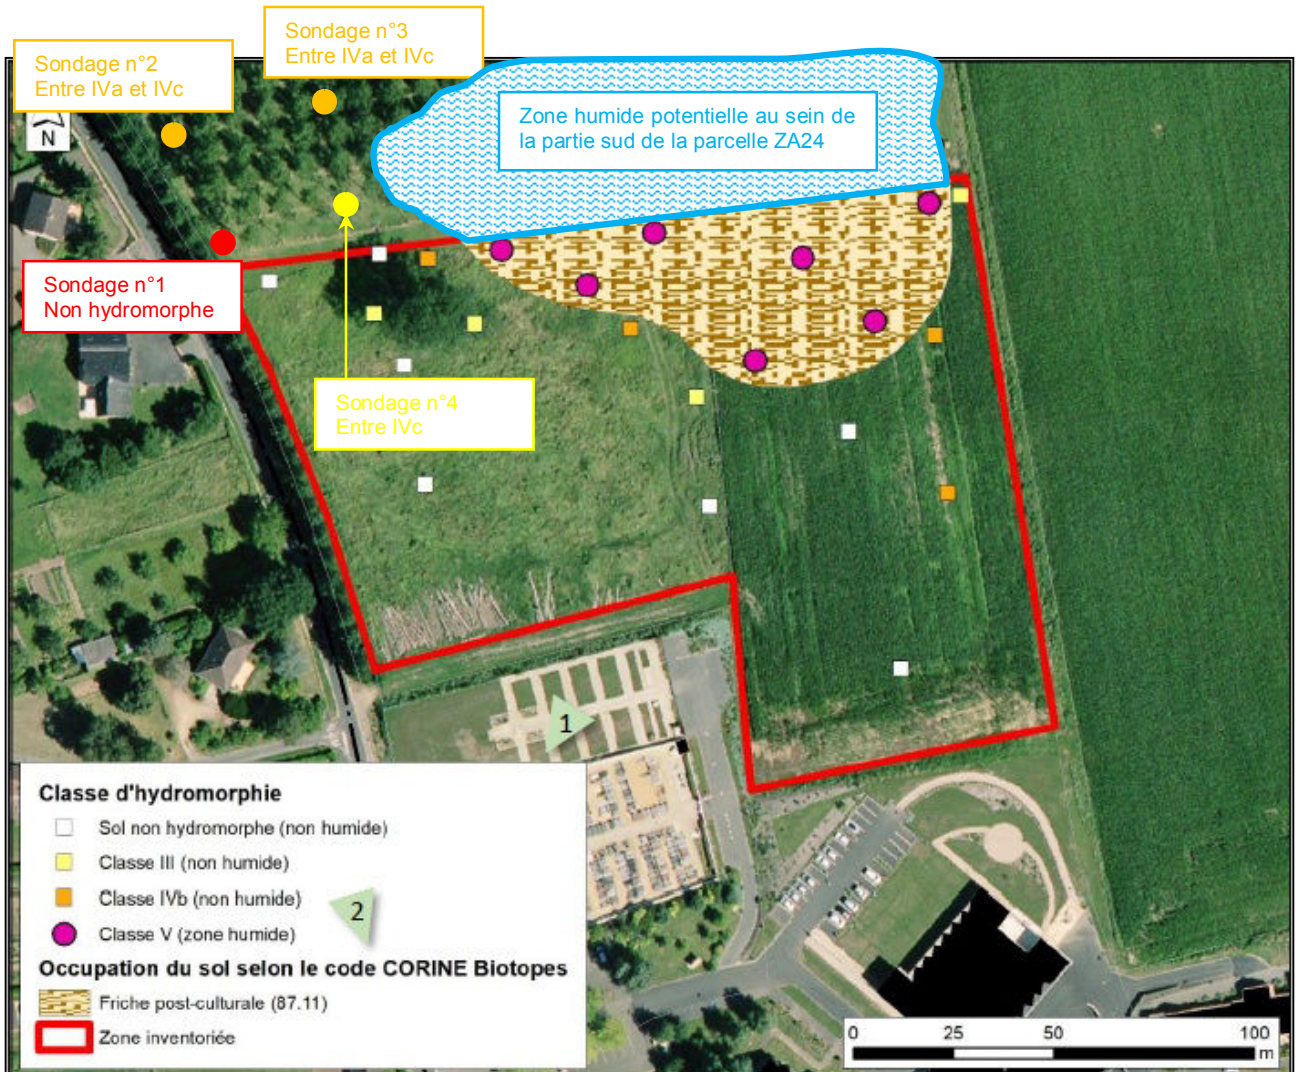 Sondage n°3
Entre IVa et IVc
Sondage n°2
Entre IVa et IVc
Zone humide potentielle au sein de
la partie sud de la parcelle ZA24
N
Sondage n°1
Non hydromorphe
Sondage n°4
Entre IVc
1
Classe d'hydromorphie
Sol non hydromorphe (non humide)
Classe III (non humide)
Classe IVb (non humide)
2
Classe V (zone humide)
Occupation du sol selon le code CORINE Biotopes
Friche post-culturale (87.11)
Zone inventoriée
0 25 50 100
m